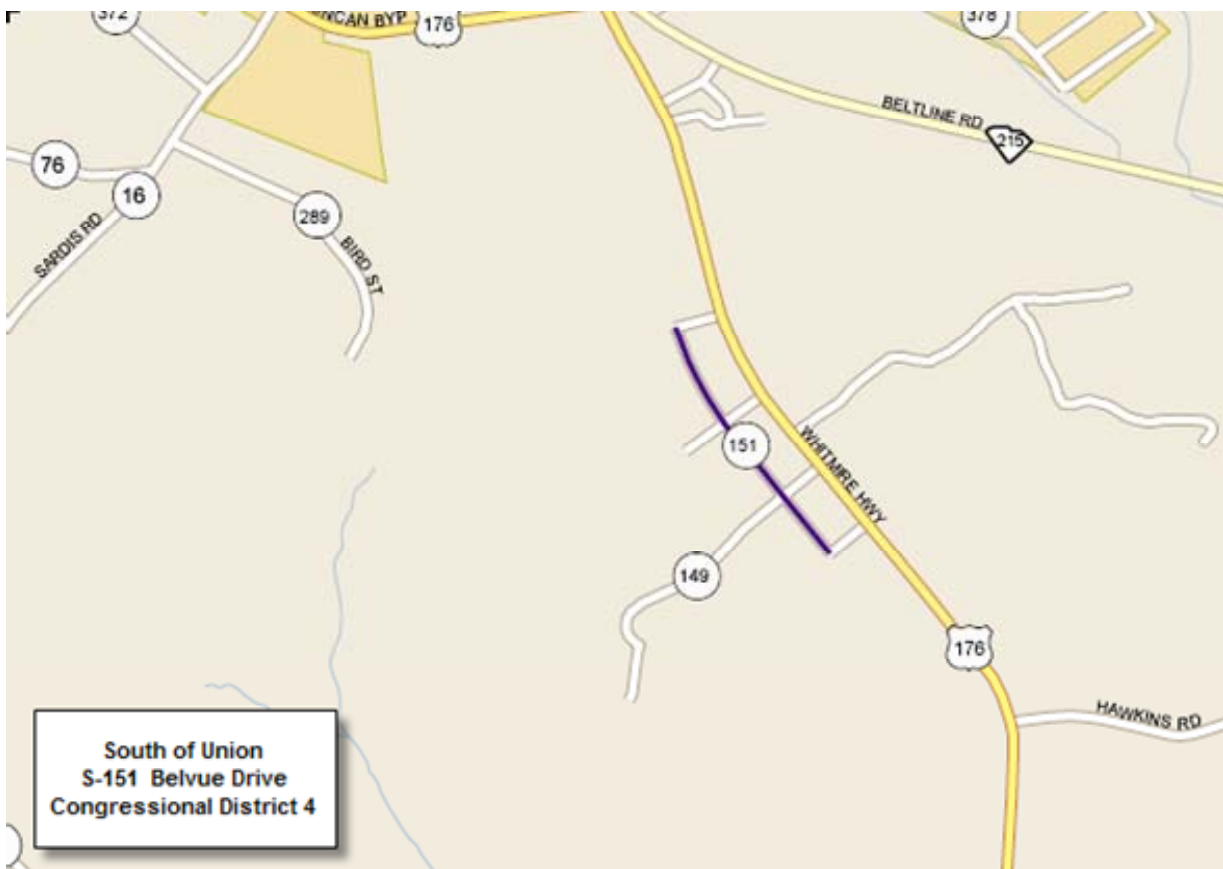 372
NCAN BYP
176
378
BELTLINE RD
215
76
16
289
SARDIS RD
BIRD ST
151
WHITMIRE HWY
149
176
HAWKINS RD
South of Union
S-151 Belvue Drive
Congressional District 4